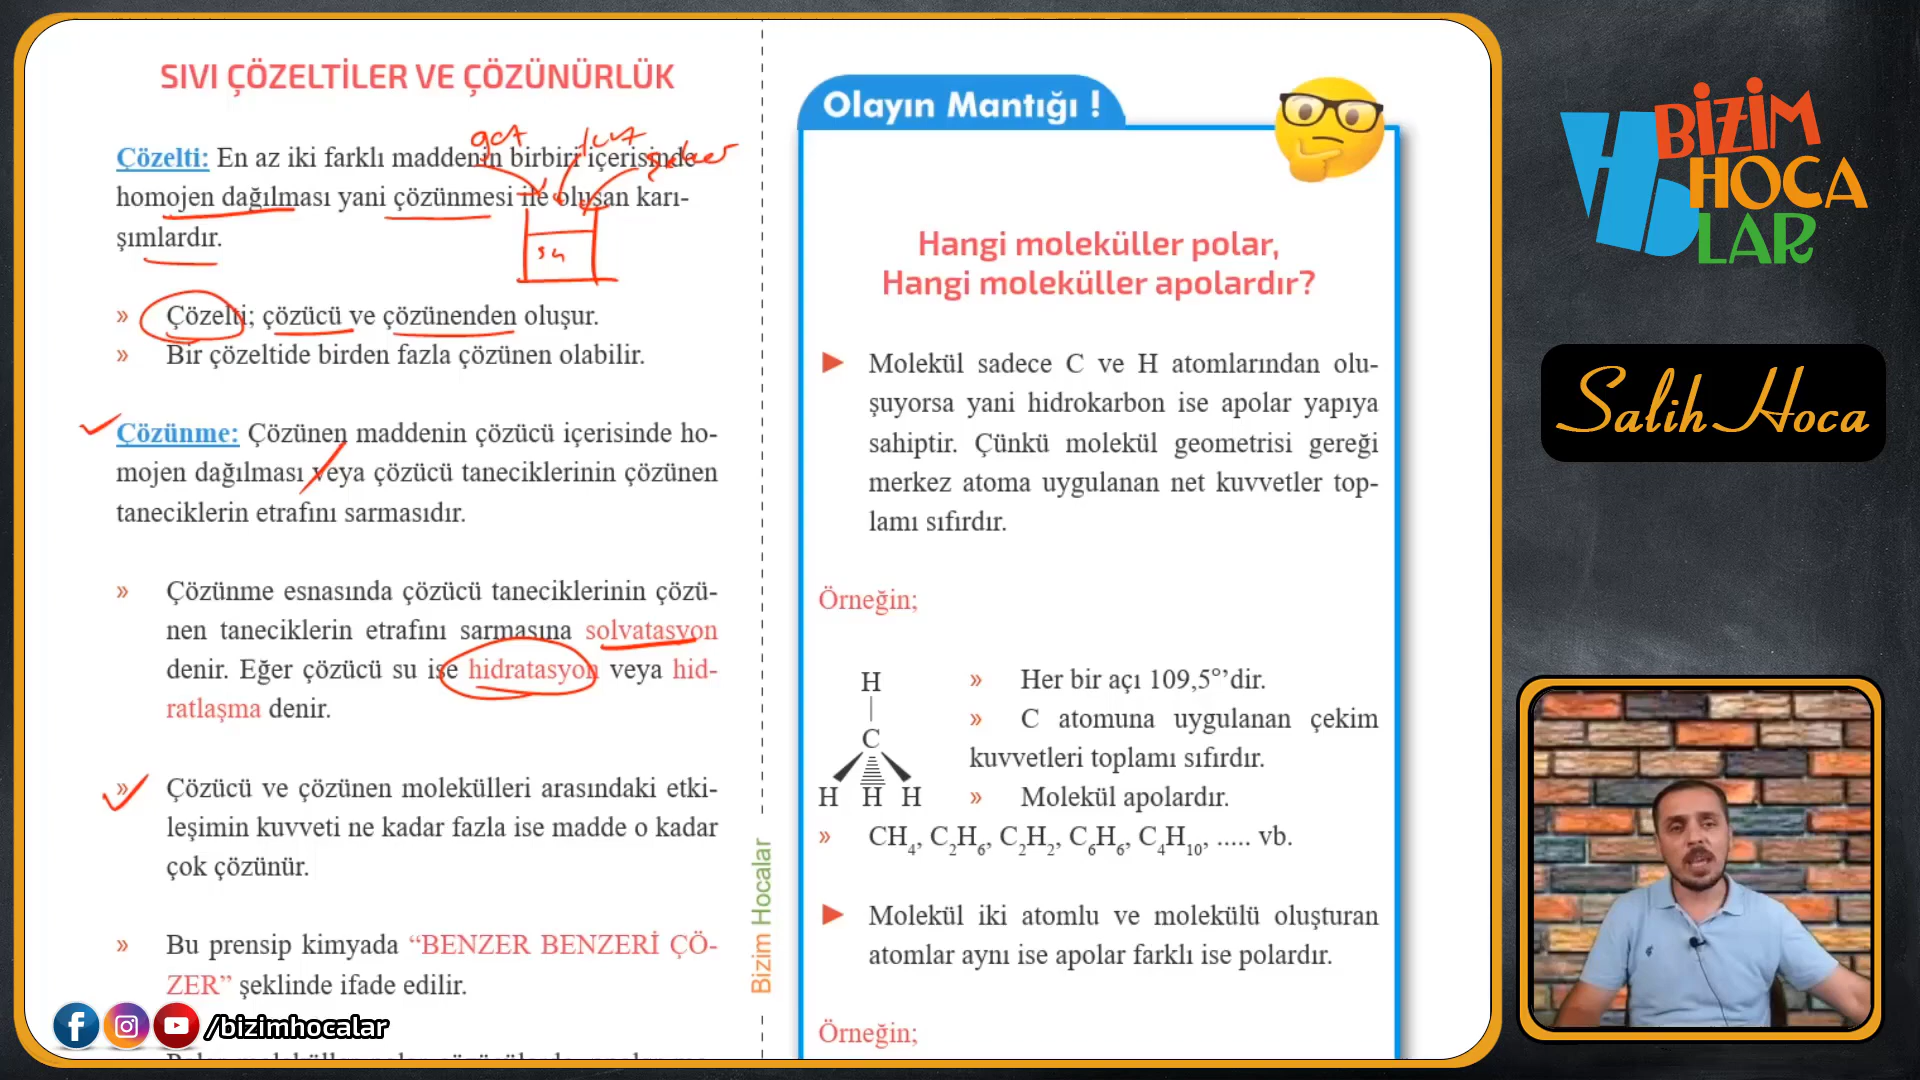 SIVI ÇÖZELTİLER VE ÇÖZÜNÜRLÜK
Çözelti: En az iki farklı maddenin birbiri içerisinde
homojen dağılması yani çözünmesi ile oluşan karı-
şımlardır.
şeker
su
» Çözelti; çözücü ve çözünenden oluşur.
» Bir çözeltide birden fazla çözünen olabilir.
Çözünme: Çözünen maddenin çözücü içerisinde ho-
mojen dağılması veya çözücü taneciklerinin çözünen
taneciklerin etrafını sarmasıdır.
» Çözünme esnasında çözücü taneciklerinin çözü-
nen taneciklerin etrafını sarmasına solvatasyon
denir. Eğer çözücü su ise hidratasyon veya hid-
ratlaşma denir.
» Çözücü ve çözünen molekülleri arasındaki etki-
leşimin kuvveti ne kadar fazla ise madde o kadar
çok çözünür.
» Bu prensip kimyada “BENZER BENZERİ ÇÖ-
ZER” şeklinde ifade edilir.
/bizimhocalar
Bizim Hocalar
Olayın Mantığı !
Hangi moleküller polar,
Hangi moleküller apolardır?
Molekül sadece C ve H atomlarından olu-
şuyorsa yani hidrokarbon ise apolar yapıya
sahiptir. Çünkü molekül geometrisi gereği
merkez atoma uygulanan net kuvvetler top-
lamı sıfırdır.
Örneğin;
H
C
H H H
» Her bir açı 109,5°’dir.
» C atomuna uygulanan çekim
kuvvetleri toplamı sıfırdır.
» Molekül apolardır.
» CH4, C2H6, C2H2, C6H6, C4H10, ..... vb.
Molekül iki atomlu ve molekülü oluşturan
atomlar aynı ise apolar farklı ise polardır.
Örneğin;
BİZİM
HOCA
LAR
Salih Hoca